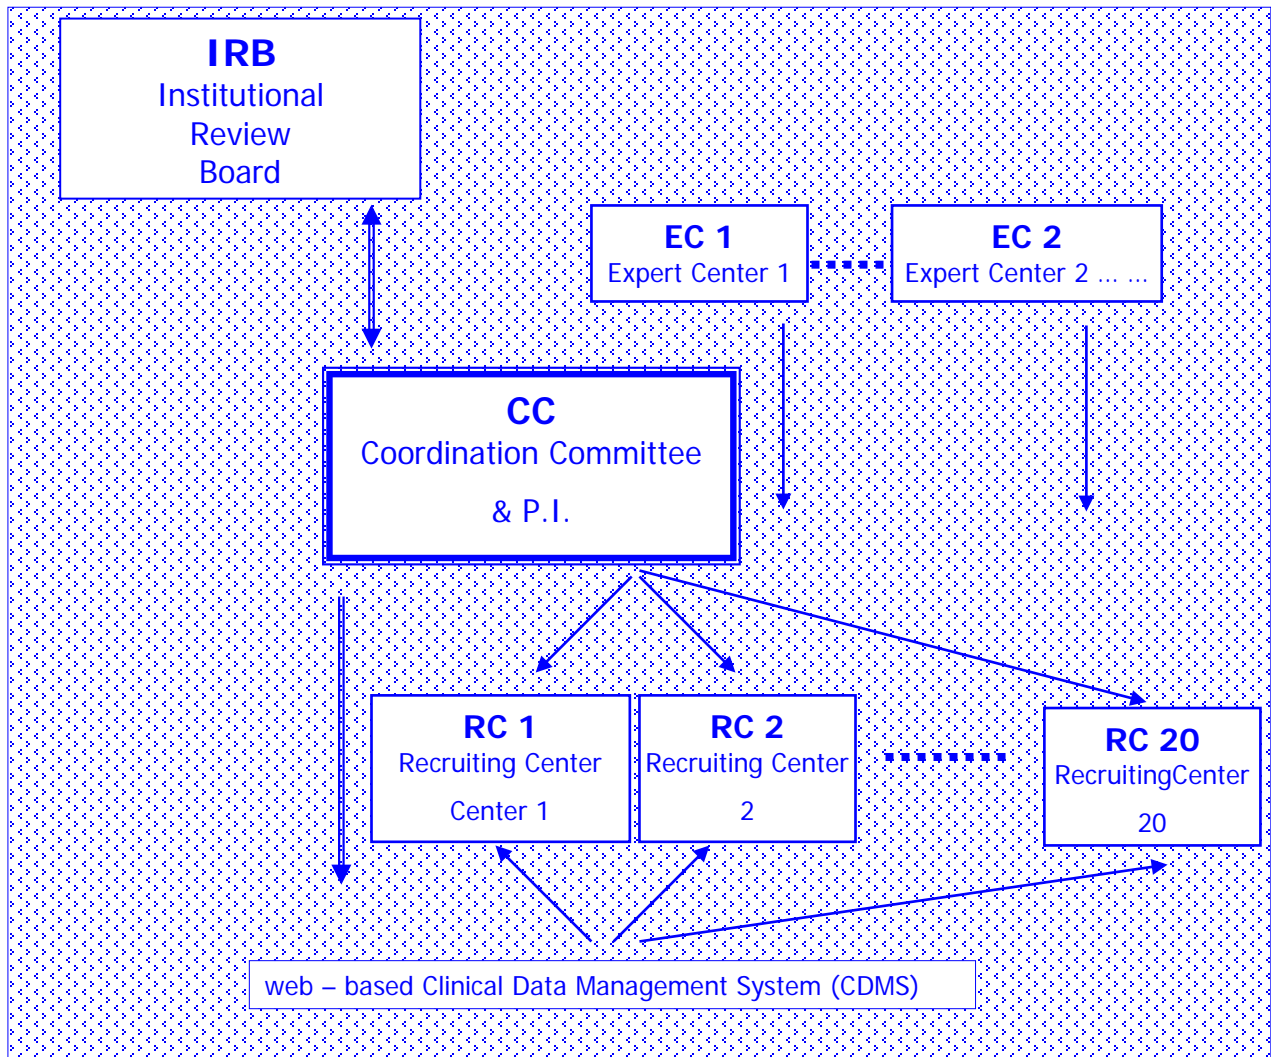 IRB
Institutional
Review
Board
EC 1
Expert Center 1
EC 2
Expert Center 2 ... ...
CC
Coordination Committee
& P.I.
RC 1
Recruiting Center
Center 1
RC 2
Recruiting Center
2
RC 20
RecruitingCenter
20
web – based Clinical Data Management System (CDMS)